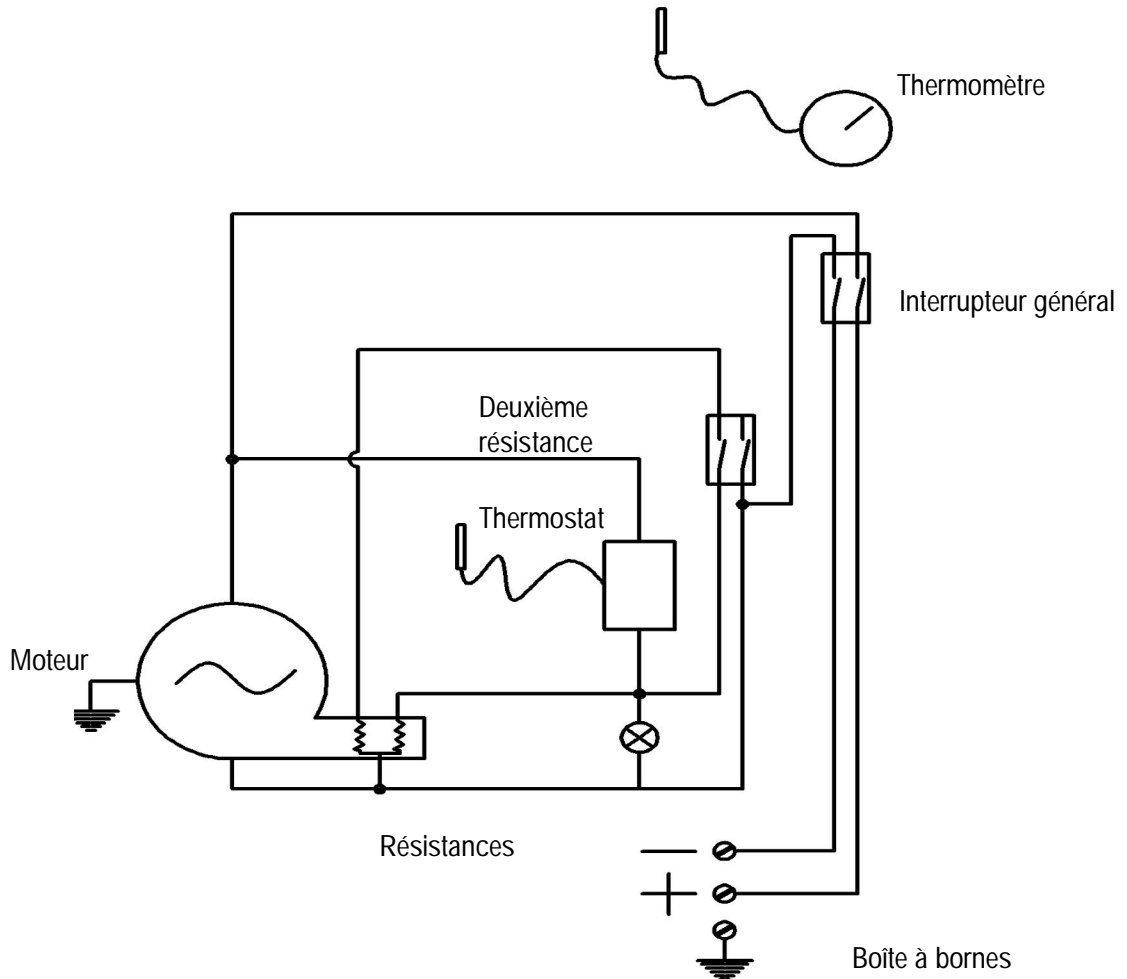 Thermomètre
Interrupteur général
Deuxième
résistance
Thermostat
Moteur
Résistances
Boîte à bornes